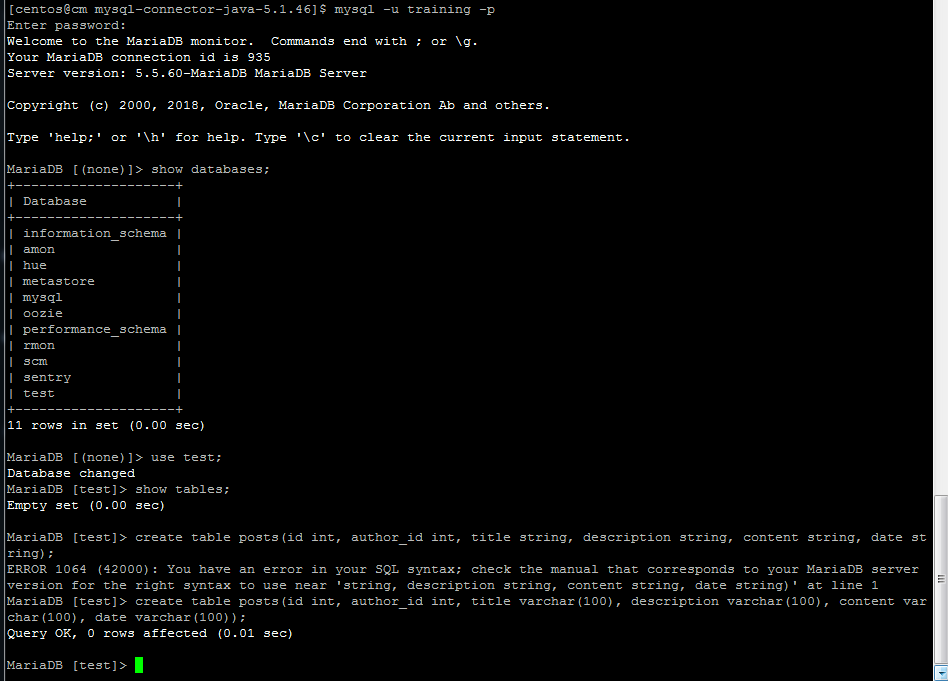 [centos@cm mysql-connector-java-5.1.46]$ mysql -u training -p
Enter password:
Welcome to the MariaDB monitor.  Commands end with ; or \g.
Your MariaDB connection id is 935
Server version: 5.5.60-MariaDB MariaDB Server

Copyright (c) 2000, 2018, Oracle, MariaDB Corporation Ab and others.

Type 'help;' or '\h' for help. Type '\c' to clear the current input statement.

MariaDB [(none)]> show databases;
+--------------------+
| Database           |
+--------------------+
| information_schema |
| amon               |
| hue                |
| metastore          |
| mysql              |
| oozie              |
| performance_schema |
| rmon               |
| scm                |
| sentry             |
| test               |
+--------------------+
11 rows in set (0.00 sec)

MariaDB [(none)]> use test;
Database changed
MariaDB [test]> show tables;
Empty set (0.00 sec)

MariaDB [test]> create table posts(id int, author_id int, title string, description string, content string, date st
ring);
ERROR 1064 (42000): You have an error in your SQL syntax; check the manual that corresponds to your MariaDB server
version for the right syntax to use near 'string, description string, content string, date string)' at line 1
MariaDB [test]> create table posts(id int, author_id int, title varchar(100), description varchar(100), content var
char(100), date varchar(100));
Query OK, 0 rows affected (0.01 sec)

MariaDB [test]>